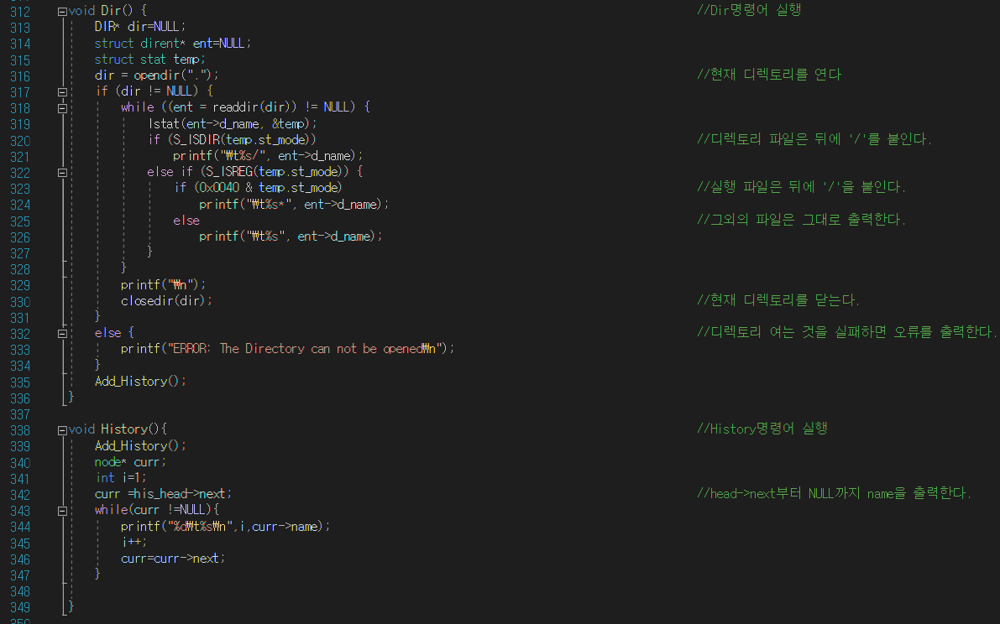 312 void Dir() { //Dir명령어 실행
313 DIR* dir=NULL;
314 struct dirent* ent=NULL;
315 struct stat temp;
316 dir = opendir("."); //현재 디렉토리를 연다
317 if (dir != NULL) {
318 while ((ent = readdir(dir)) != NULL) {
319 lstat(ent->d_name, &temp);
320 if (S_ISDIR(temp.st_mode)) //디렉토리 파일은 뒤에 '/'를 붙인다.
321 printf("₩t%s/", ent->d_name);
322 else if (S_ISREG(temp.st_mode)) {
323 if (0x0040 & temp.st_mode) //실행 파일은 뒤에 '/'을 붙인다.
324 printf("₩t%s*", ent->d_name);
325 else //그외의 파일은 그대로 출력한다.
326 printf("₩t%s", ent->d_name);
327 }
328 }
329 printf("₩n");
330 closedir(dir); //현재 디렉토리를 닫는다.
331 }
332 else { //디렉토리 여는 것을 실패하면 오류를 출력한다.
333 printf("ERROR: The Directory can not be opened₩n");
334 }
335 Add_History();
336 }
337
338 void History(){ //History명령어 실행
339 Add_History();
340 node* curr;
341 int i=1;
342 curr =his_head->next; //head->next부터 NULL까지 name을 출력한다.
343 while(curr !=NULL){
344 printf("%d₩t%s₩n",i,curr->name);
345 i++;
346 curr=curr->next;
347 }
348
349 }